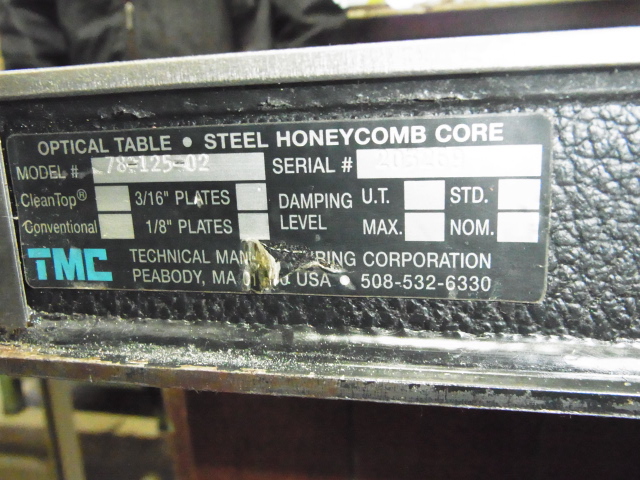 OPTICAL TABLE • STEEL HONEYCOMB CORE
MODEL # 78-125-02 SERIAL #
CleanTop® 3/16" PLATES DAMPING LEVEL U.T. STD.
Conventional 1/8" PLATES MAX. NOM.
TMC TECHNICAL MAN RING CORPORATION
PEABODY, MA USA • 508-532-6330